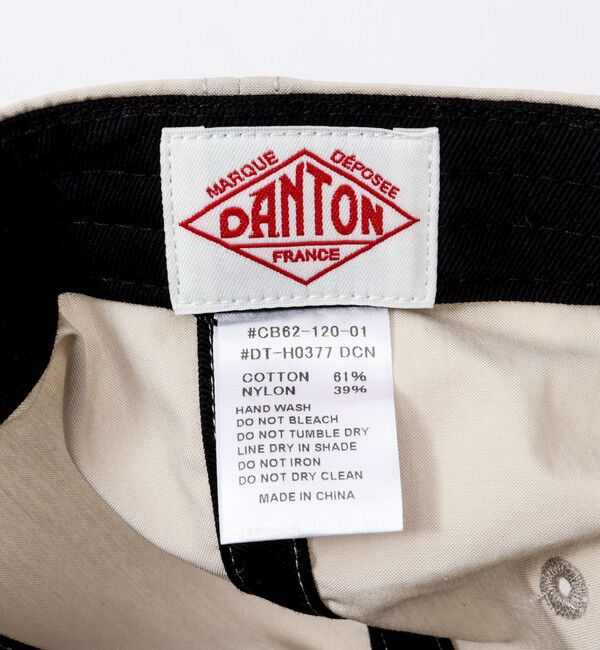 MARQUE DÉPOSÉE
DANTON
FRANCE
#CB62-120-01
#DT-H0377 DCN
COTTON 61%
NYLON 39%
HAND WASH
DO NOT BLEACH
DO NOT TUMBLE DRY
LINE DRY IN SHADE
DO NOT IRON
DO NOT DRY CLEAN
MADE IN CHINA